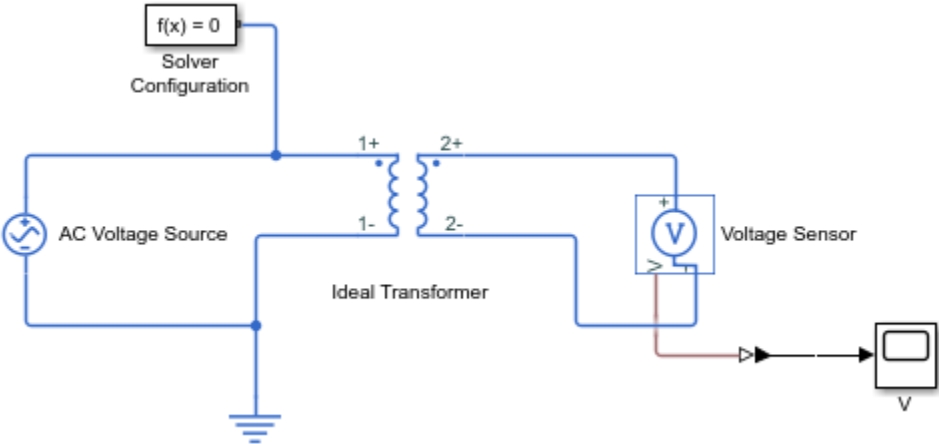 f(x) = 0
Solver
Configuration
1+
2+
+
AC Voltage Source
1-
2-
V
Voltage Sensor
V
-
Ideal Transformer
V